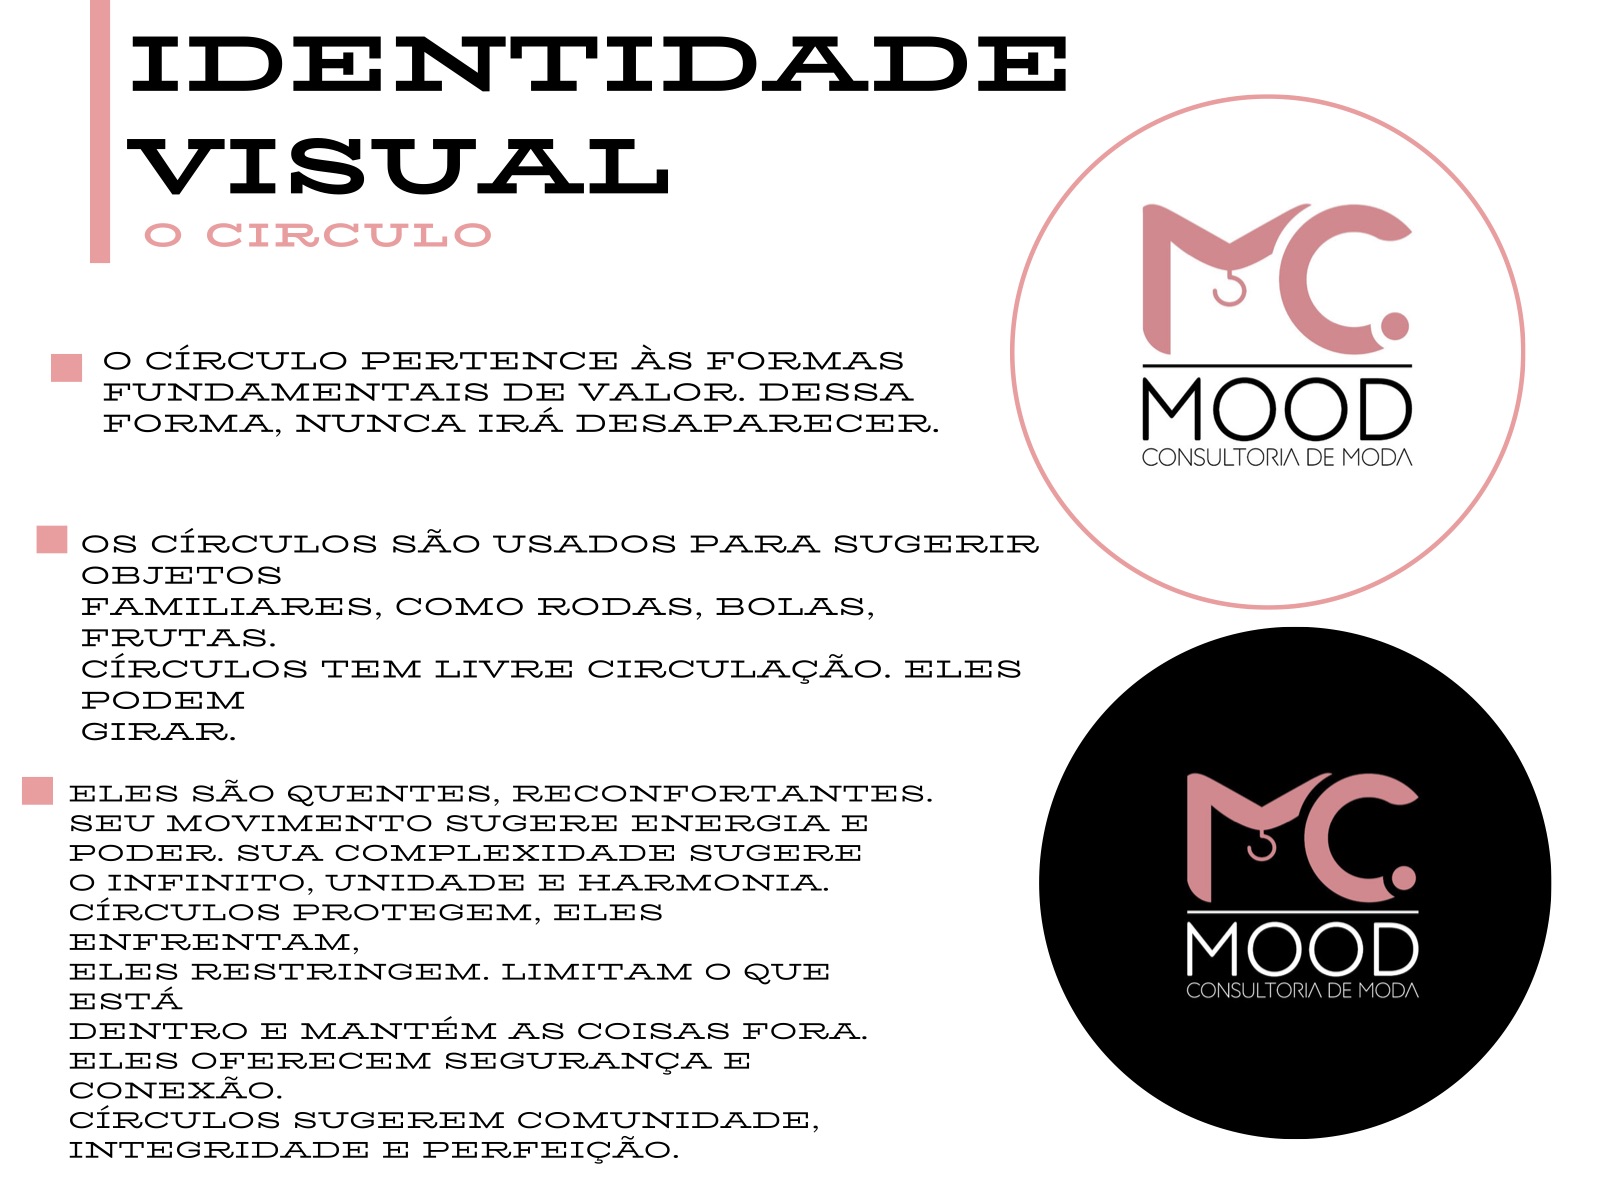 IDENTIDADE
VISUAL
O CIRCULO
O CÍRCULO PERTENCE ÀS FORMAS
FUNDAMENTAIS DE VALOR. DESSA
FORMA, NUNCA IRÁ DESAPARECER.
OS CÍRCULOS SÃO USADOS PARA SUGERIR
OBJETOS
FAMILIARES, COMO RODAS, BOLAS,
FRUTAS.
CÍRCULOS TEM LIVRE CIRCULAÇÃO. ELES
PODEM
GIRAR.
ELES SÃO QUENTES, RECONFORTANTES.
SEU MOVIMENTO SUGERE ENERGIA E
PODER. SUA COMPLEXIDADE SUGERE
O INFINITO, UNIDADE E HARMONIA.
CÍRCULOS PROTEGEM, ELES
ENFRENTAM,
ELES RESTRINGEM. LIMITAM O QUE
ESTÁ
DENTRO E MANTÉM AS COISAS FORA.
ELES OFERECEM SEGURANÇA E
CONEXÃO.
CÍRCULOS SUGEREM COMUNIDADE,
INTEGRIDADE E PERFEIÇÃO.
MC.
MOOD
CONSULTORIA DE MODA
MC.
MOOD
CONSULTORIA DE MODA